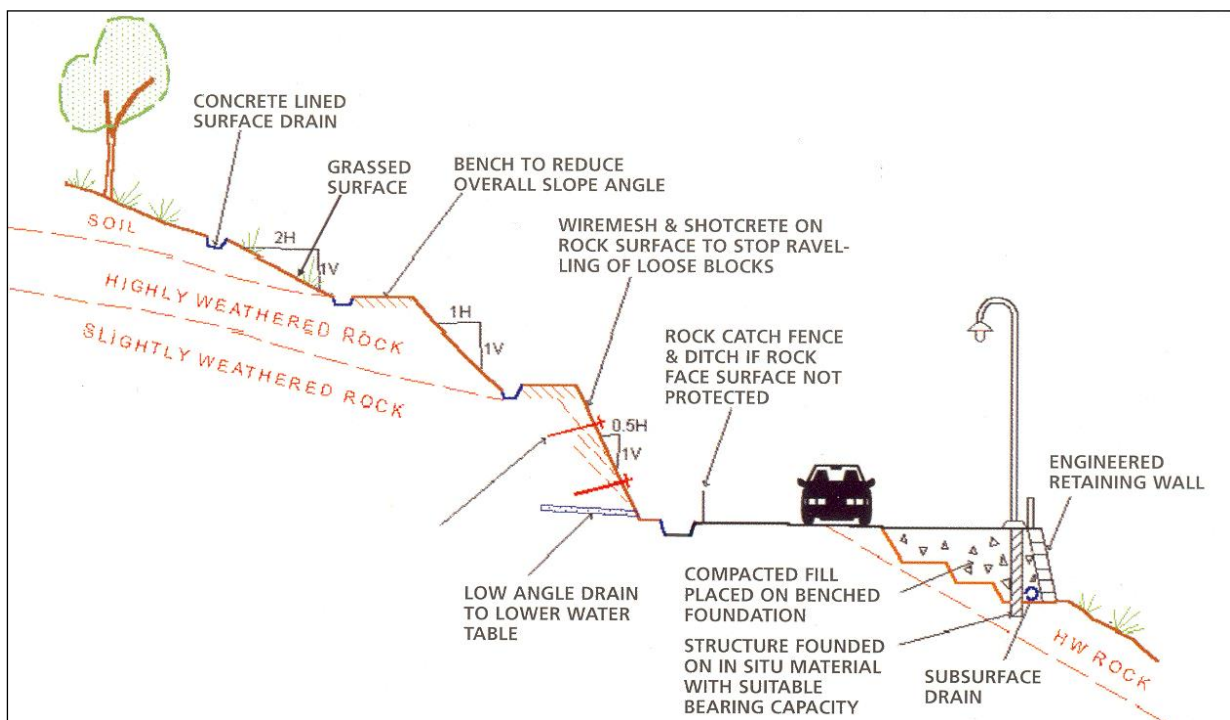 CONCRETE LINED
SURFACE DRAIN
GRASSED
SURFACE
BENCH TO REDUCE
OVERALL SLOPE ANGLE
WIREMESH & SHOTCRETE ON
ROCK SURFACE TO STOP RAVEL-
LING OF LOOSE BLOCKS
SOIL
2H
1V
HIGHLY WEATHERED ROCK
1H
1V
SLIGHTLY WEATHERED ROCK
ROCK CATCH FENCE
& DITCH IF ROCK
FACE SURFACE NOT
PROTECTED
0.5H
1V
ENGINEERED
RETAINING WALL
LOW ANGLE DRAIN
TO LOWER WATER
TABLE
COMPACTED FILL
PLACED ON BENCHED
FOUNDATION
STRUCTURE FOUNDED
ON IN SITU MATERIAL
WITH SUITABLE
BEARING CAPACITY
SUBSURFACE
DRAIN
HW ROCK